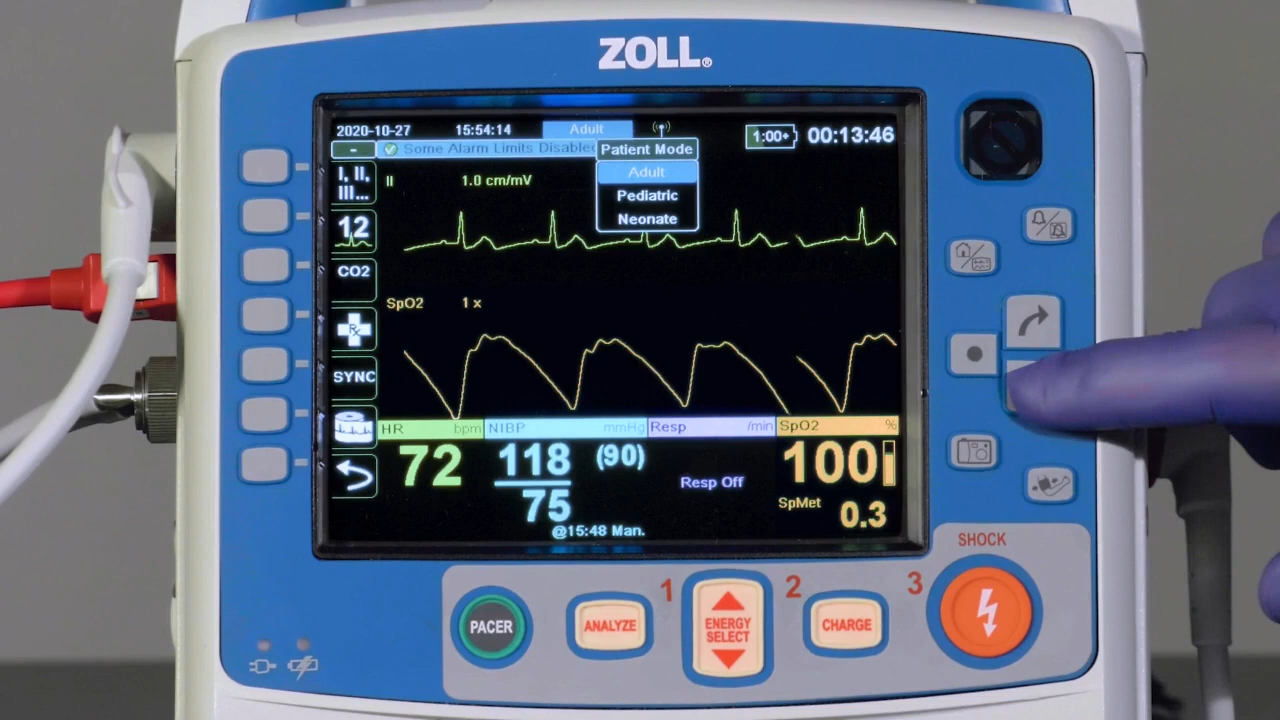 ZOLL®
2020-10-27 15:54:14 Adult 1:00+ 00:13:46
- Some Alarm Limits Disabled Patient Mode
Adult
Pediatric
Neonate
I, II, III...
II 1.0 cm/mV
12
CO2
SpO2 1 x
Rx
SYNC
HR bpm NIBP mmHg Resp /min SpO2 %
72 118 (90) Resp Off 100
75 SpMet 0.3
@15:48 Man.
SHOCK
1 2 3
PACER ANALYZE ENERGY SELECT CHARGE